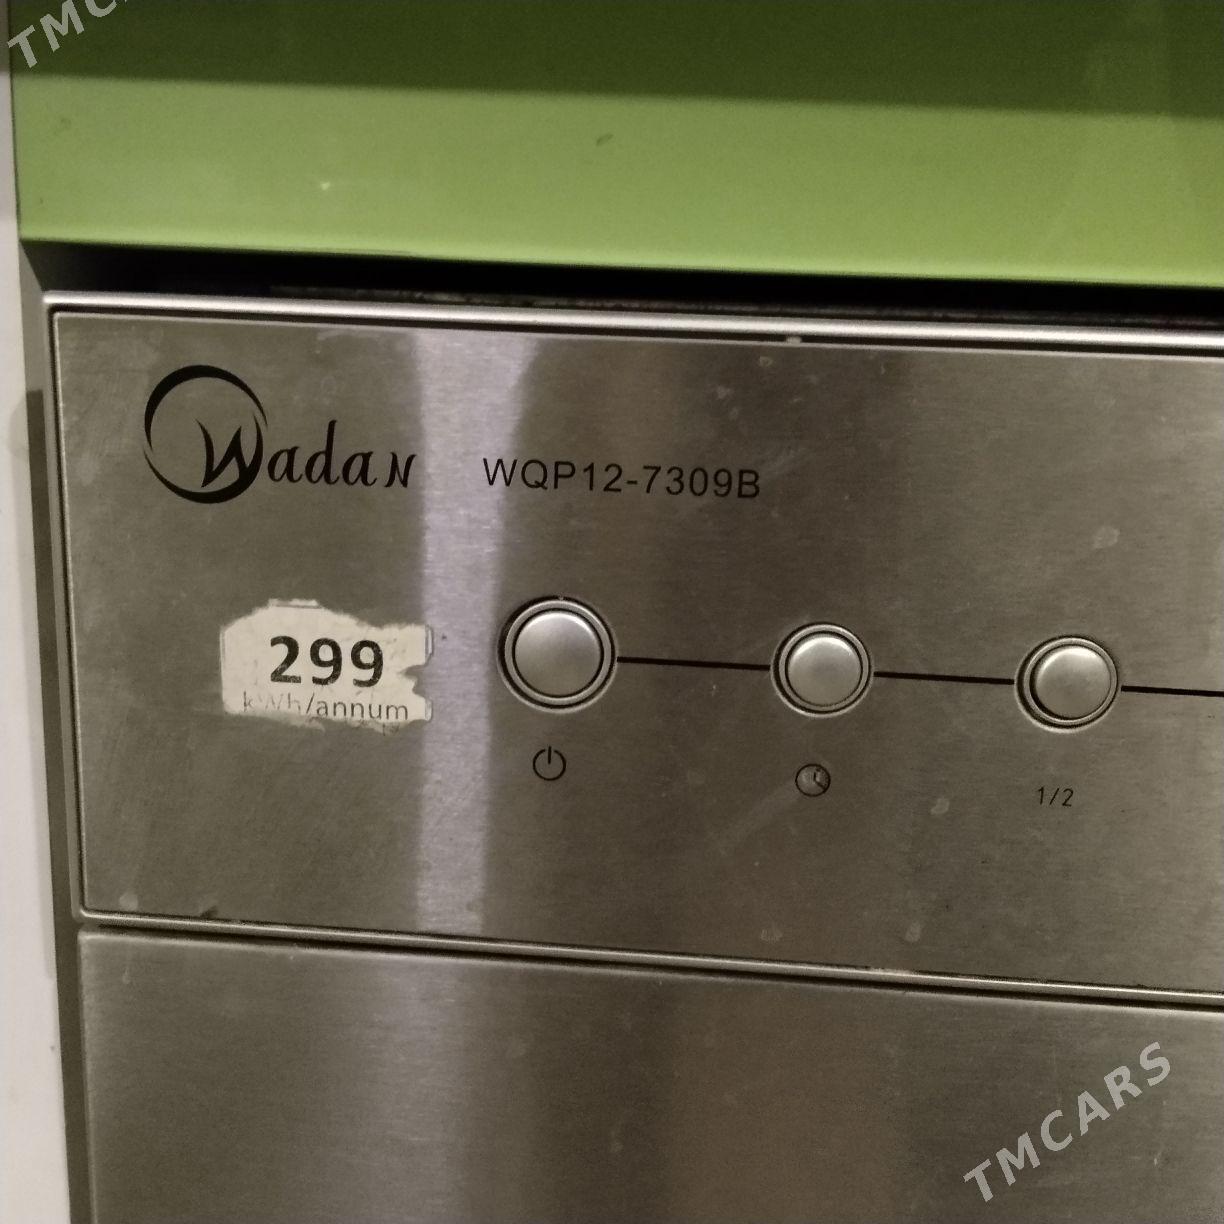 TMC
Wadan WQP12-7309B
299
kWh/annum
1/2
TMCARS